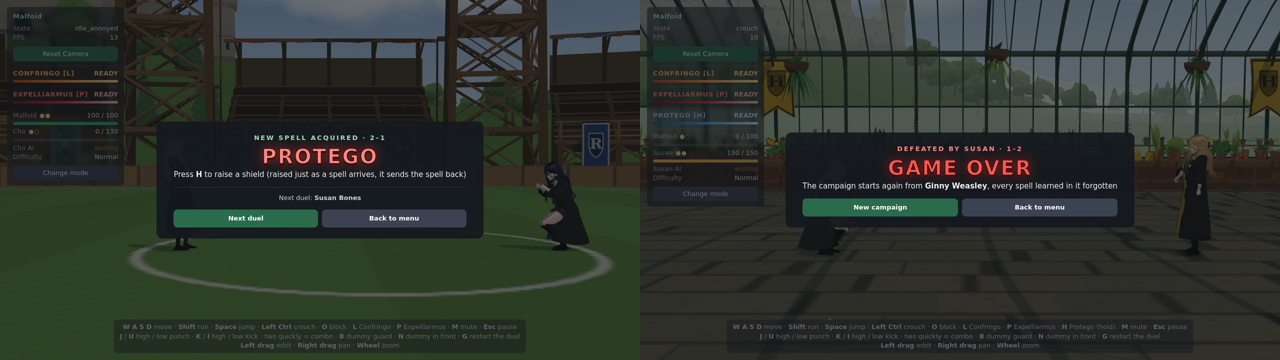 Malfoid
State idle_annoyed
FPS 13
Reset Camera
CONFRINGO [L] READY
EXPELLIARMUS [P] READY
Malfoid 100 / 100
Cho 0 / 130
Cho AI waiting
Difficulty Normal
Change mode
NEW SPELL ACQUIRED · 2-1
PROTEGO
Press H to raise a shield (raised just as a spell arrives, it sends the spell back)
Next duel: Susan Bones
Next duel Back to menu
R
W A S D move · Shift run · Space jump · Left Ctrl crouch · O block · L Confringo · P Expelliarmus · M mute · Esc pause
J / U high / low punch · K / I high / low kick · two quickly = combo · B dummy guard · N dummy in front · G restart the duel
Left drag orbit · Right drag pan · Wheel zoom
Malfoid
State crouch
FPS 10
Reset Camera
CONFRINGO [L] READY
EXPELLIARMUS [P] READY
PROTEGO [H] READY
Malfoid 0 / 100
Susan 150 / 150
Susan AI waiting
Difficulty Normal
Change mode
H
H
DEFEATED BY SUSAN · 1-2
GAME OVER
The campaign starts again from Ginny Weasley, every spell learned in it forgotten
New campaign Back to menu
W A S D move · Shift run · Space jump · Left Ctrl crouch · O block · L Confringo · P Expelliarmus · H Protego (hold) · M mute · Esc pause
J / U high / low punch · K / I high / low kick · two quickly = combo · B dummy guard · N dummy in front · G restart the duel
Left drag orbit · Right drag pan · Wheel zoom